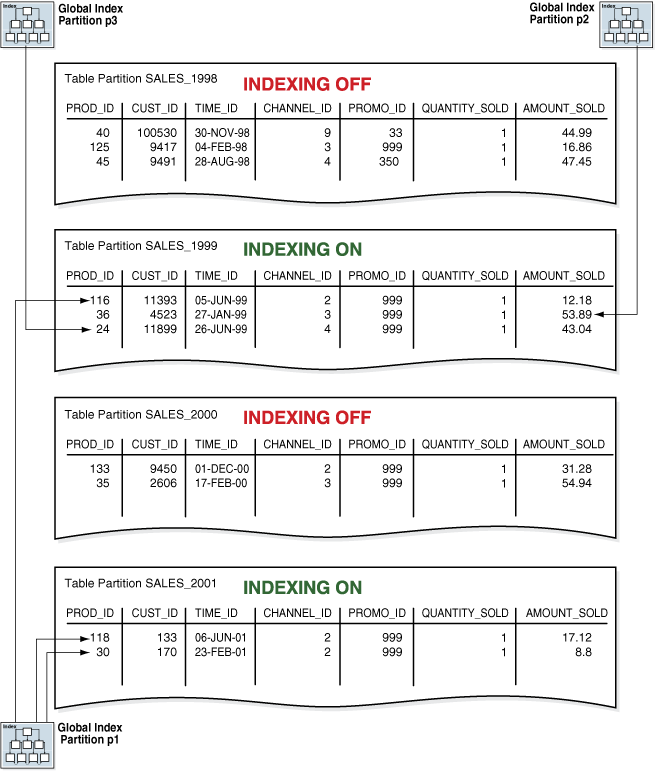 Index
Global Index
Partition p3
Index
Global Index
Partition p2
Table Partition SALES_1998 INDEXING OFF
PROD_ID CUST_ID TIME_ID CHANNEL_ID PROMO_ID QUANTITY_SOLD AMOUNT_SOLD
40 100530 30-NOV-98 9 33 1 44.99
125 9417 04-FEB-98 3 999 1 16.86
45 9491 28-AUG-98 4 350 1 47.45
Table Partition SALES_1999 INDEXING ON
PROD_ID CUST_ID TIME_ID CHANNEL_ID PROMO_ID QUANTITY_SOLD AMOUNT_SOLD
116 11393 05-JUN-99 2 999 1 12.18
36 4523 27-JAN-99 3 999 1 53.89
24 11899 26-JUN-99 4 999 1 43.04
Table Partition SALES_2000 INDEXING OFF
PROD_ID CUST_ID TIME_ID CHANNEL_ID PROMO_ID QUANTITY_SOLD AMOUNT_SOLD
133 9450 01-DEC-00 2 999 1 31.28
35 2606 17-FEB-00 3 999 1 54.94
Table Partition SALES_2001 INDEXING ON
PROD_ID CUST_ID TIME_ID CHANNEL_ID PROMO_ID QUANTITY_SOLD AMOUNT_SOLD
118 133 06-JUN-01 2 999 1 17.12
30 170 23-FEB-01 2 999 1 8.8
Index
Global Index
Partition p1